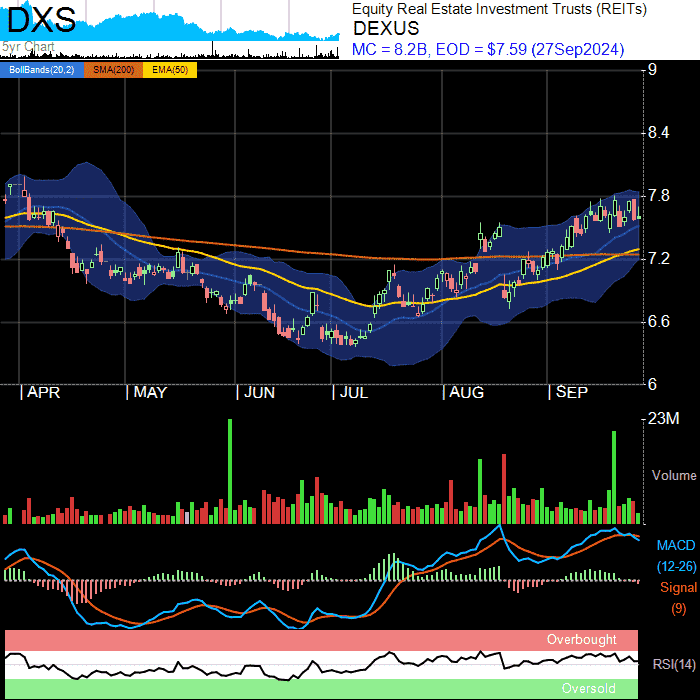 DXS
5yr Chart
Equity Real Estate Investment Trusts (REITs)
DEXUS
MC = 8.2B, EOD = $7.59 (27Sep2024)
BollBands(20,2) SMA(200) EMA(50)
9
8.4
7.8
7.2
6.6
6
APR MAY JUN JUL AUG SEP
23M
Volume
MACD
(12-26)
Signal
(9)
Overbought
RSI(14)
Oversold